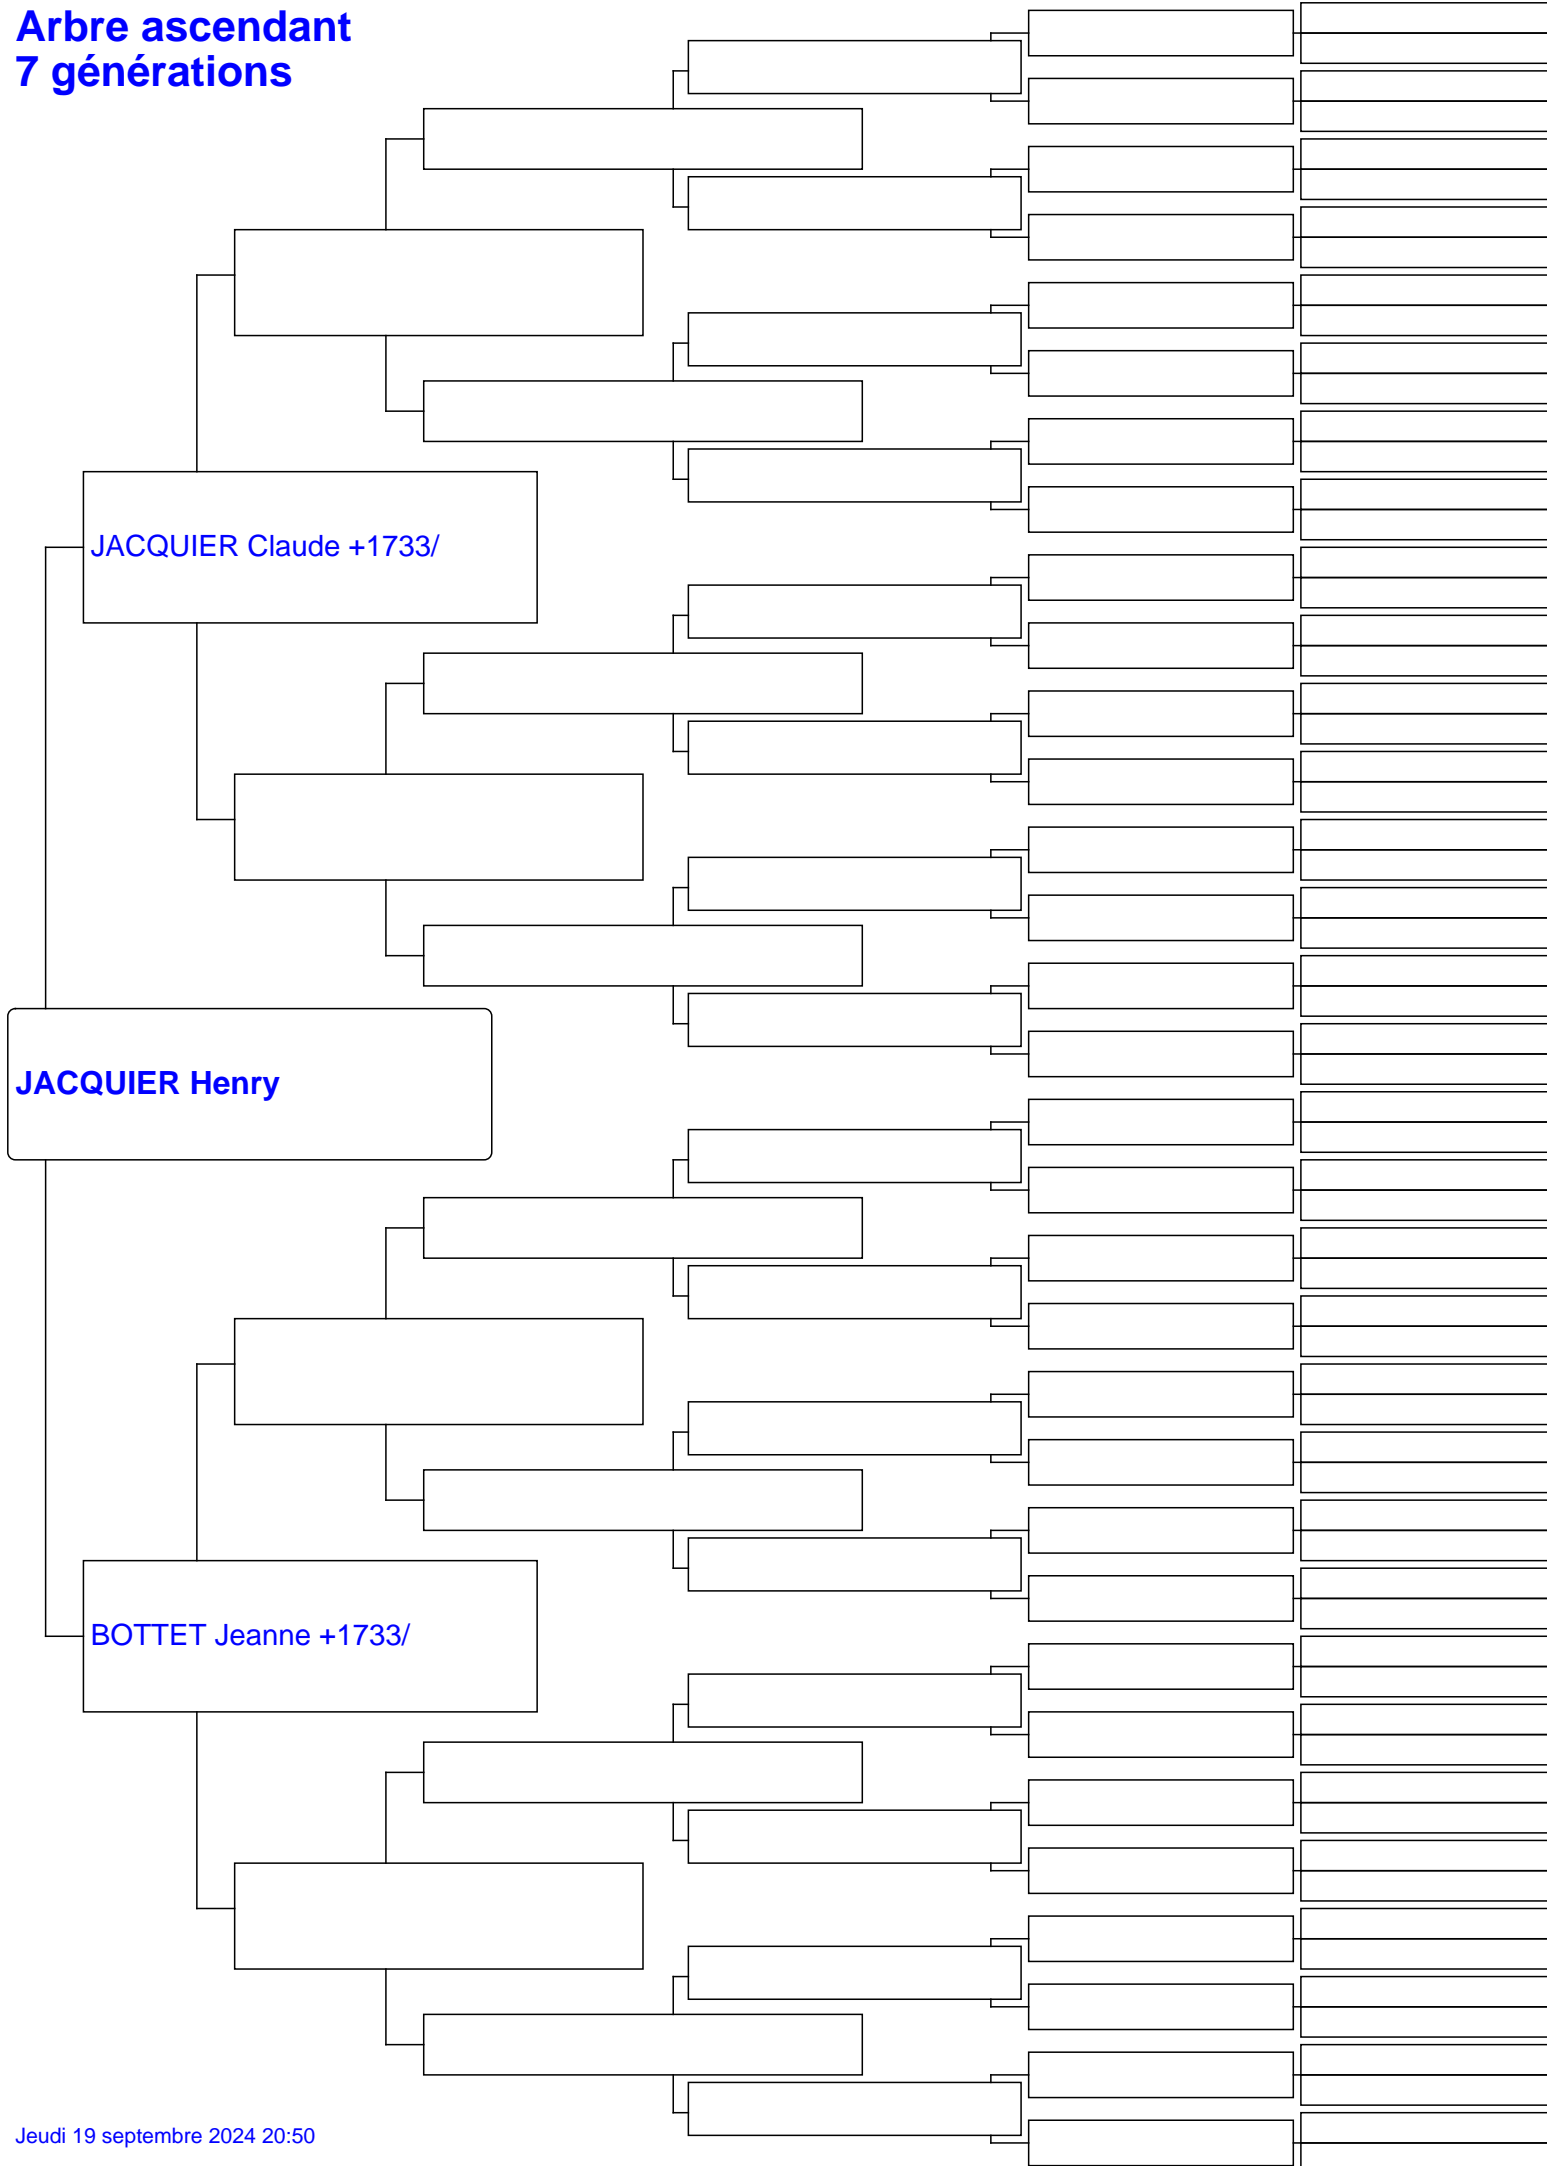 Arbre ascendant
7 générations
JACQUIER Claude +1733/
JACQUIER Henry
BOTTET Jeanne +1733/
Jeudi 19 septembre 2024 20:50